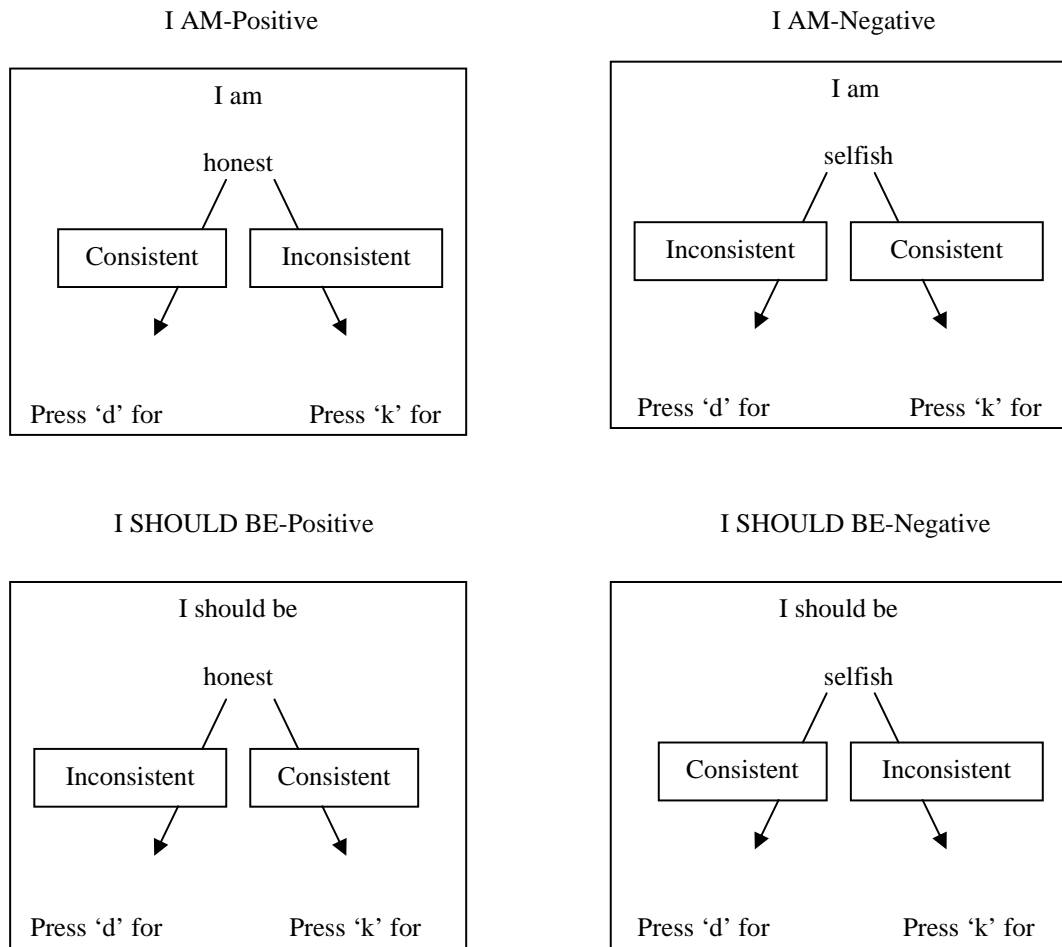 I AM-Positive
I AM-Negative
I am
honest
Consistent
Inconsistent
Press ‘d’ for
Press ‘k’ for
I am
selfish
Inconsistent
Consistent
Press ‘d’ for
Press ‘k’ for
I SHOULD BE-Positive
I SHOULD BE-Negative
I should be
honest
Inconsistent
Consistent
Press ‘d’ for
Press ‘k’ for
I should be
selfish
Consistent
Inconsistent
Press ‘d’ for
Press ‘k’ for